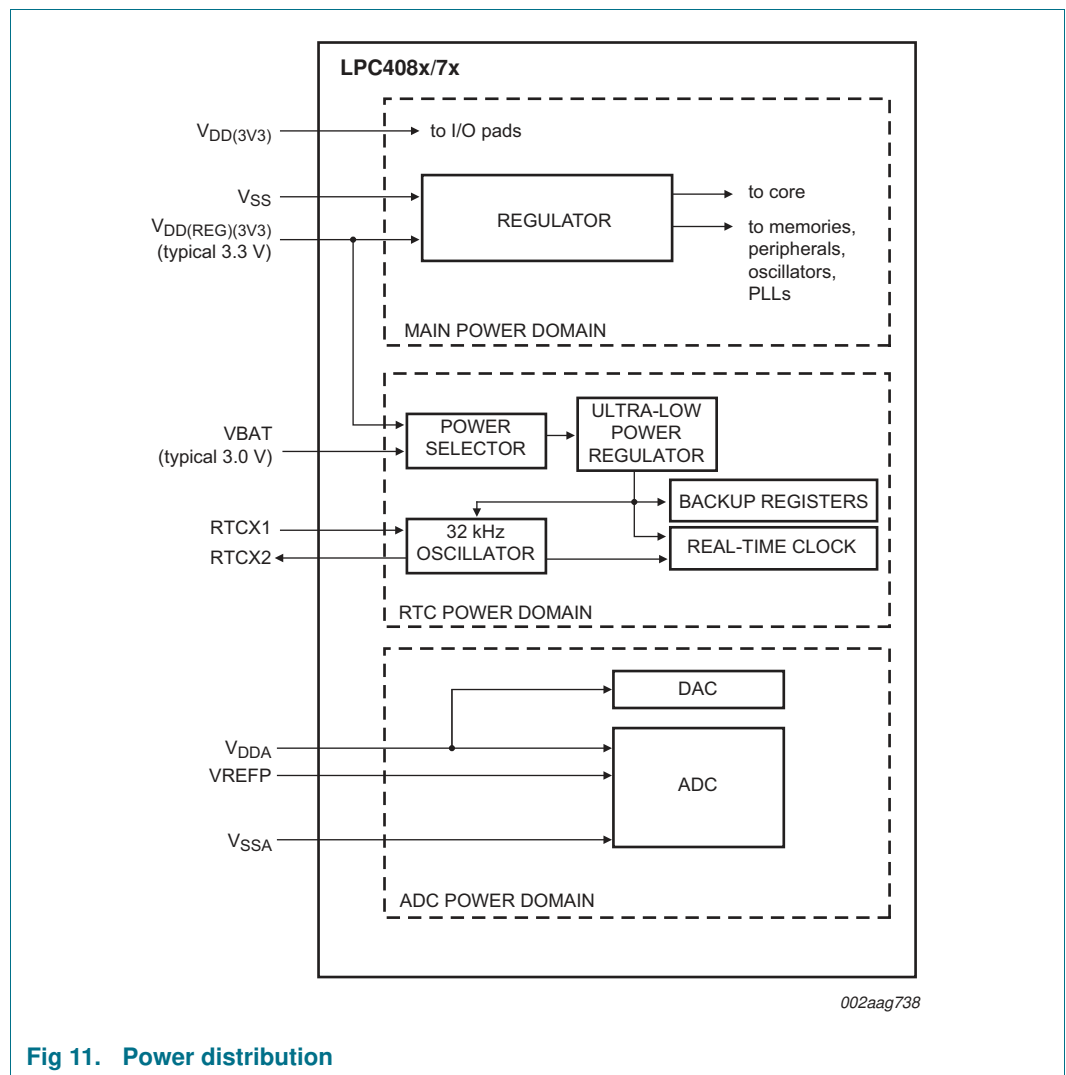 LPC408x/7x
VDD(3V3)
to I/O pads
VSS
VDD(REG)(3V3)
(typical 3.3 V)
REGULATOR
to core
to memories,
peripherals,
oscillators,
PLLs
MAIN POWER DOMAIN
VBAT
(typical 3.0 V)
POWER
SELECTOR
ULTRA-LOW
POWER
REGULATOR
BACKUP REGISTERS
RTCX1
RTCX2
32 kHz
OSCILLATOR
REAL-TIME CLOCK
RTC POWER DOMAIN
DAC
VDDA
VREFP
ADC
VSSA
ADC POWER DOMAIN
002aag738
Fig 11. Power distribution